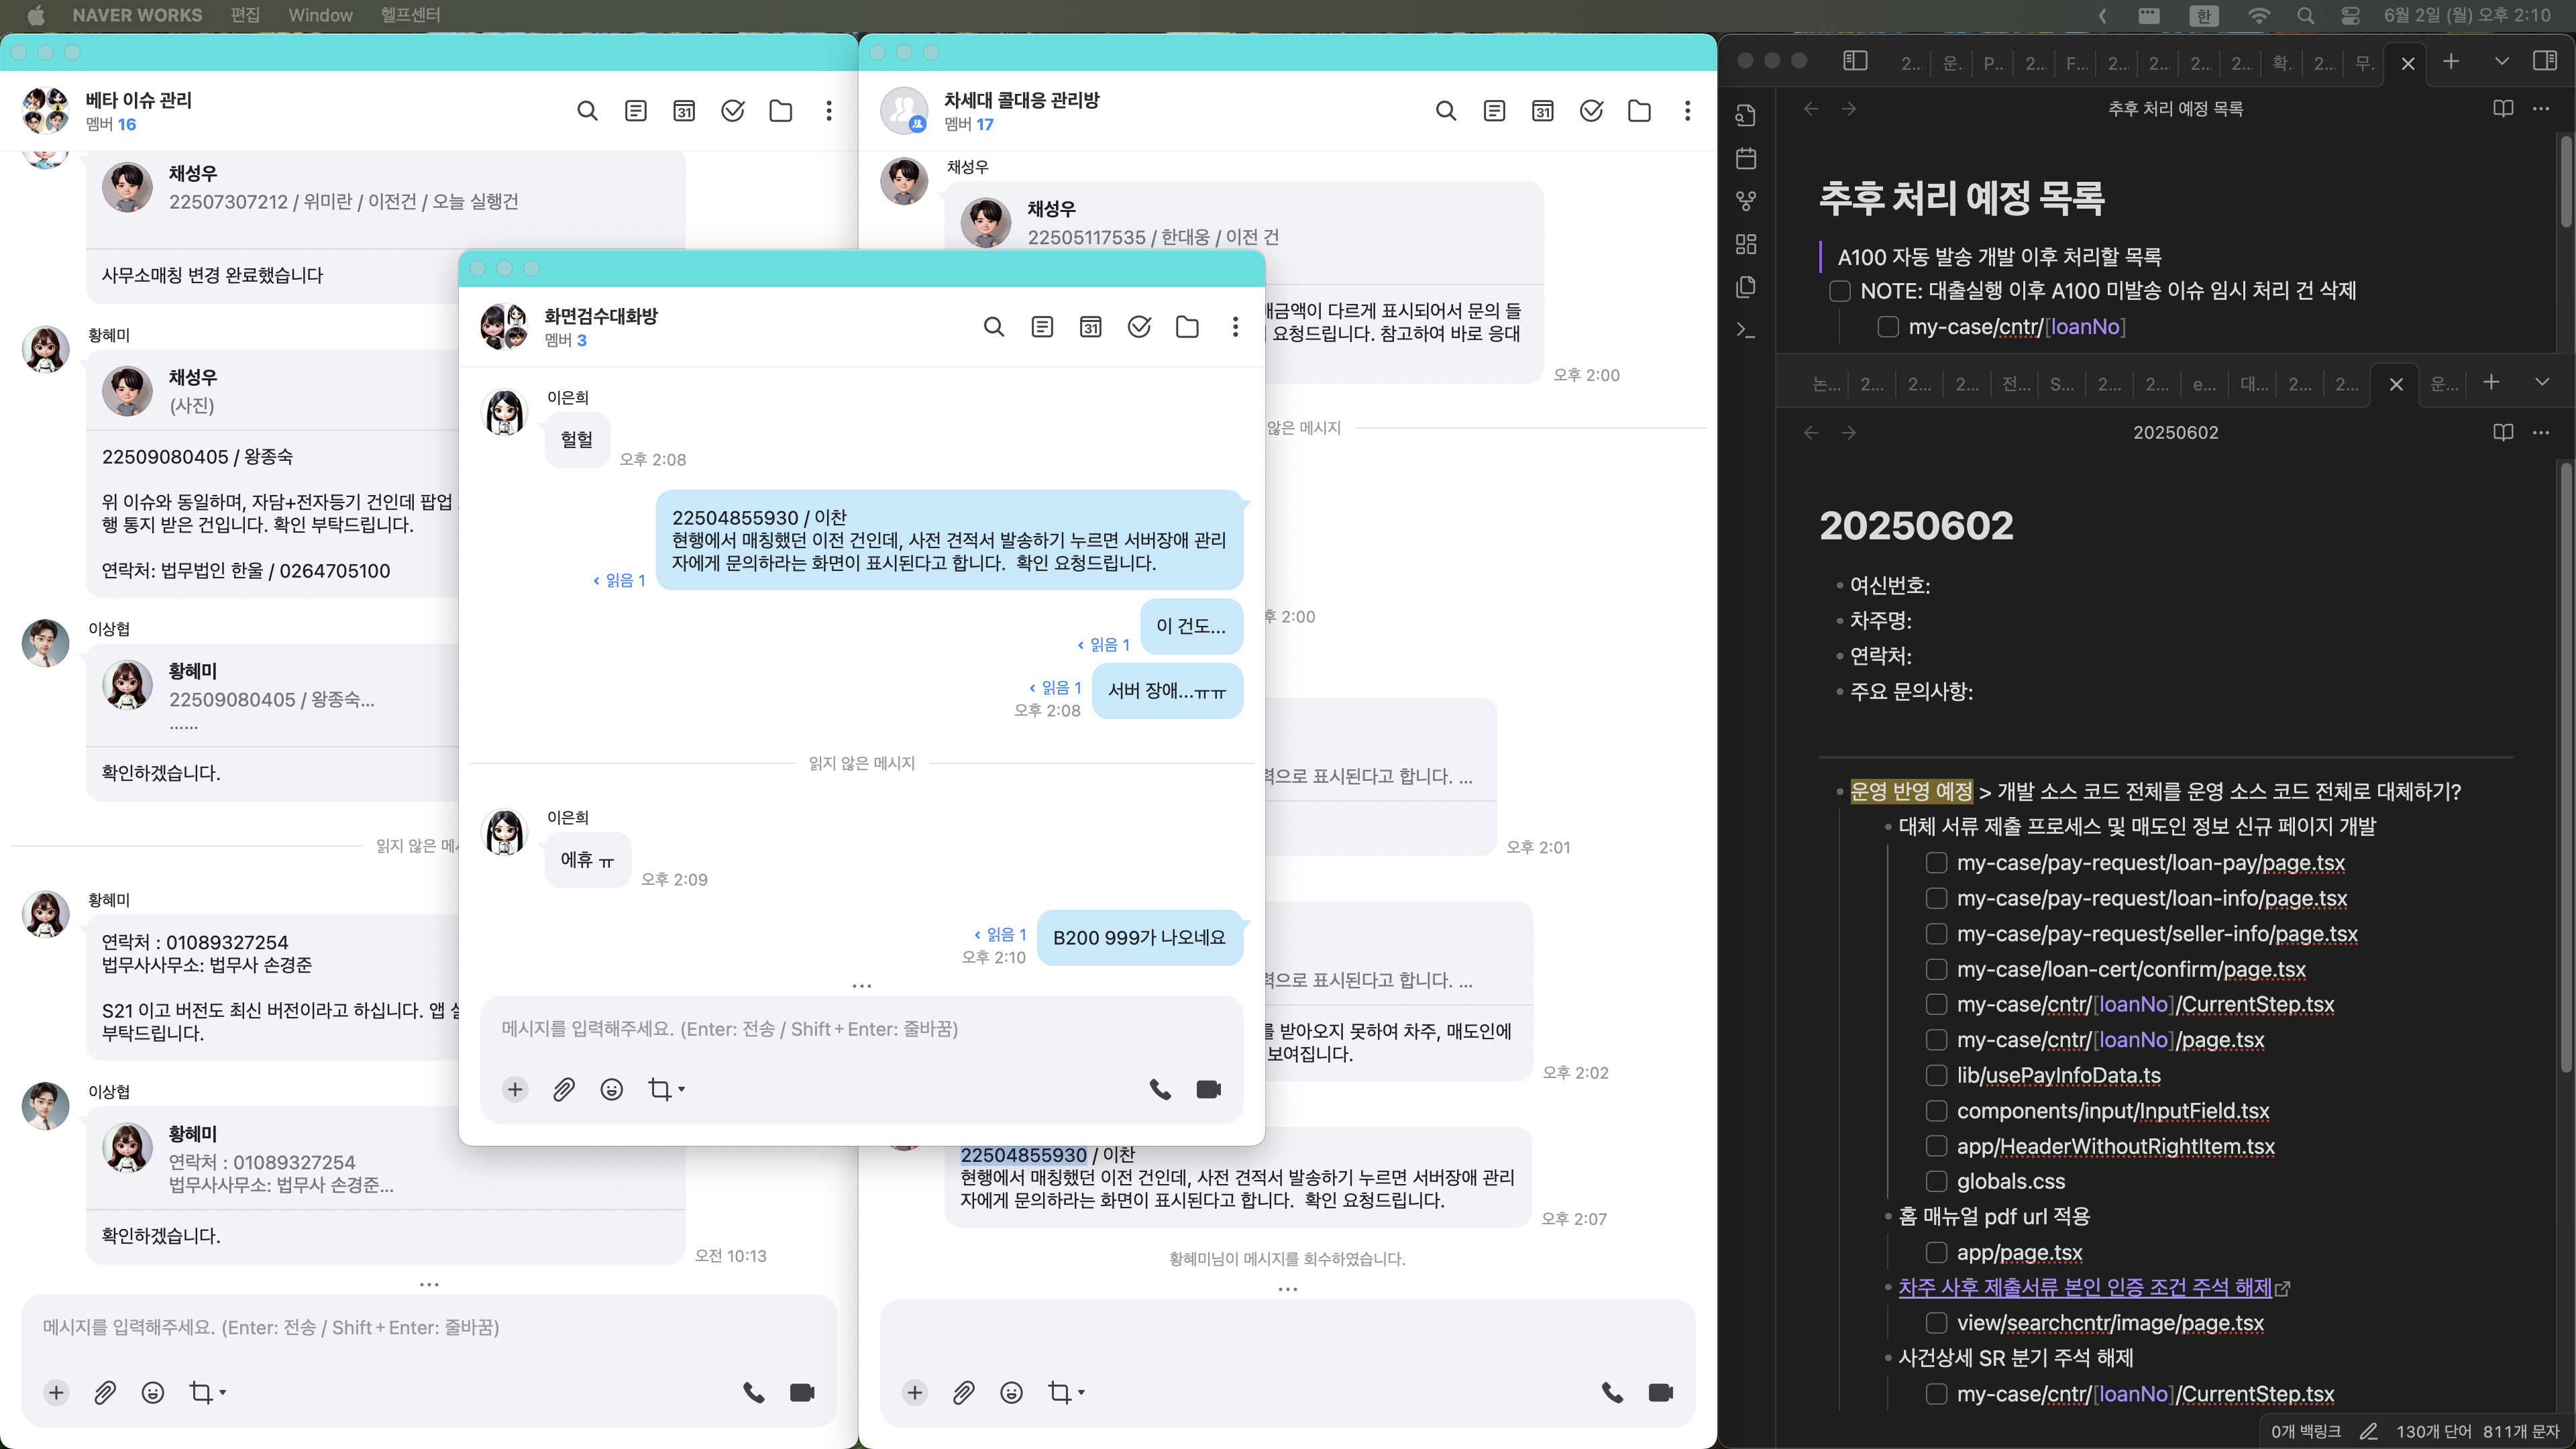 NAVER WORKS 편집 Window 헬프센터
한 6월 2일 (월) 오후 2:10
베타 이슈 관리
멤버 16
31
채성우
22507307212 / 위미란 / 이전건 / 오늘 실행건
사무소매칭 변경 완료했습니다
황혜미
채성우
(사진)
22509080405 / 왕종숙
위 이슈와 동일하며, 자담+전자등기 건인데 팝업
행 통지 받은 건입니다. 확인 부탁드립니다.
연락처: 법무법인 한울 / 0264705100
이상협
황혜미
22509080405 / 왕종숙...
......
확인하겠습니다.
읽지 않은 메
황혜미
연락처 : 01089327254
법무사사무소: 법무사 손경준
S21 이고 버전도 최신 버전이라고 하십니다. 앱
부탁드립니다.
이상협
황혜미
연락처 : 01089327254
법무사사무소: 법무사 손경준...
확인하겠습니다.
오전 10:13
메시지를 입력해주세요. (Enter: 전송 / Shift + Enter: 줄바꿈)
화면검수대화방
멤버 3
31
이은희
헐헐
오후 2:08
22504855930 / 이찬
현행에서 매칭했던 이전 건인데, 사전 견적서 발송하기 누르면 서버장애 관리
자에게 문의하라는 화면이 표시된다고 합니다.  확인 요청드립니다.
읽음 1
이 건도...
읽음 1
서버 장애...ㅠㅠ
읽음 1
오후 2:08
읽지 않은 메시지
이은희
에휴 ㅠ
오후 2:09
B200 999가 나오네요
읽음 1
오후 2:10
메시지를 입력해주세요. (Enter: 전송 / Shift + Enter: 줄바꿈)
차세대 콜대응 관리방
멤버 17
31
채성우
채성우
22505117535 / 한대웅 / 이전 건
금액이 다르게 표시되어서 문의 들
요청드립니다. 참고하여 바로 응대
오후 2:00
않은 메시지
후 2:00
력으로 표시된다고 합니다. ...
오후 2:01
력으로 표시된다고 합니다. ...
를 받아오지 못하여 차주, 매도인에
보여집니다.
오후 2:02
22504855930 / 이찬
현행에서 매칭했던 이전 건인데, 사전 견적서 발송하기 누르면 서버장애 관리
자에게 문의하라는 화면이 표시된다고 합니다.  확인 요청드립니다.
오후 2:07
황혜미님이 메시지를 회수하였습니다.
2... 운. P.. 2... F... 2... 2... 2... 2... 확. 2... 무.
추후 처리 예정 목록
추후 처리 예정 목록
A100 자동 발송 개발 이후 처리할 목록
NOTE: 대출실행 이후 A100 미발송 이슈 임시 처리 건 삭제
my-case/cntr/[loanNo]
논... 2... 2... 2... 전... S... 2... 2... e... 대... 2... 2... 운...
20250602
20250602
여신번호:
차주명:
연락처:
주요 문의사항:
운영 반영 예정 > 개발 소스 코드 전체를 운영 소스 코드 전체로 대체하기?
대체 서류 제출 프로세스 및 매도인 정보 신규 페이지 개발
my-case/pay-request/loan-pay/page.tsx
my-case/pay-request/loan-info/page.tsx
my-case/pay-request/seller-info/page.tsx
my-case/loan-cert/confirm/page.tsx
my-case/cntr/[loanNo]/CurrentStep.tsx
my-case/cntr/[loanNo]/page.tsx
lib/usePayInfoData.ts
components/input/InputField.tsx
app/HeaderWithoutRightItem.tsx
globals.css
홈 매뉴얼 pdf url 적용
app/page.tsx
차주 사후 제출서류 본인 인증 조건 주석 해제
view/searchcntr/image/page.tsx
사건상세 SR 분기 주석 해제
my-case/cntr/[loanNo]/CurrentStep.tsx
0개 백링크 130개 단어 811개 문자